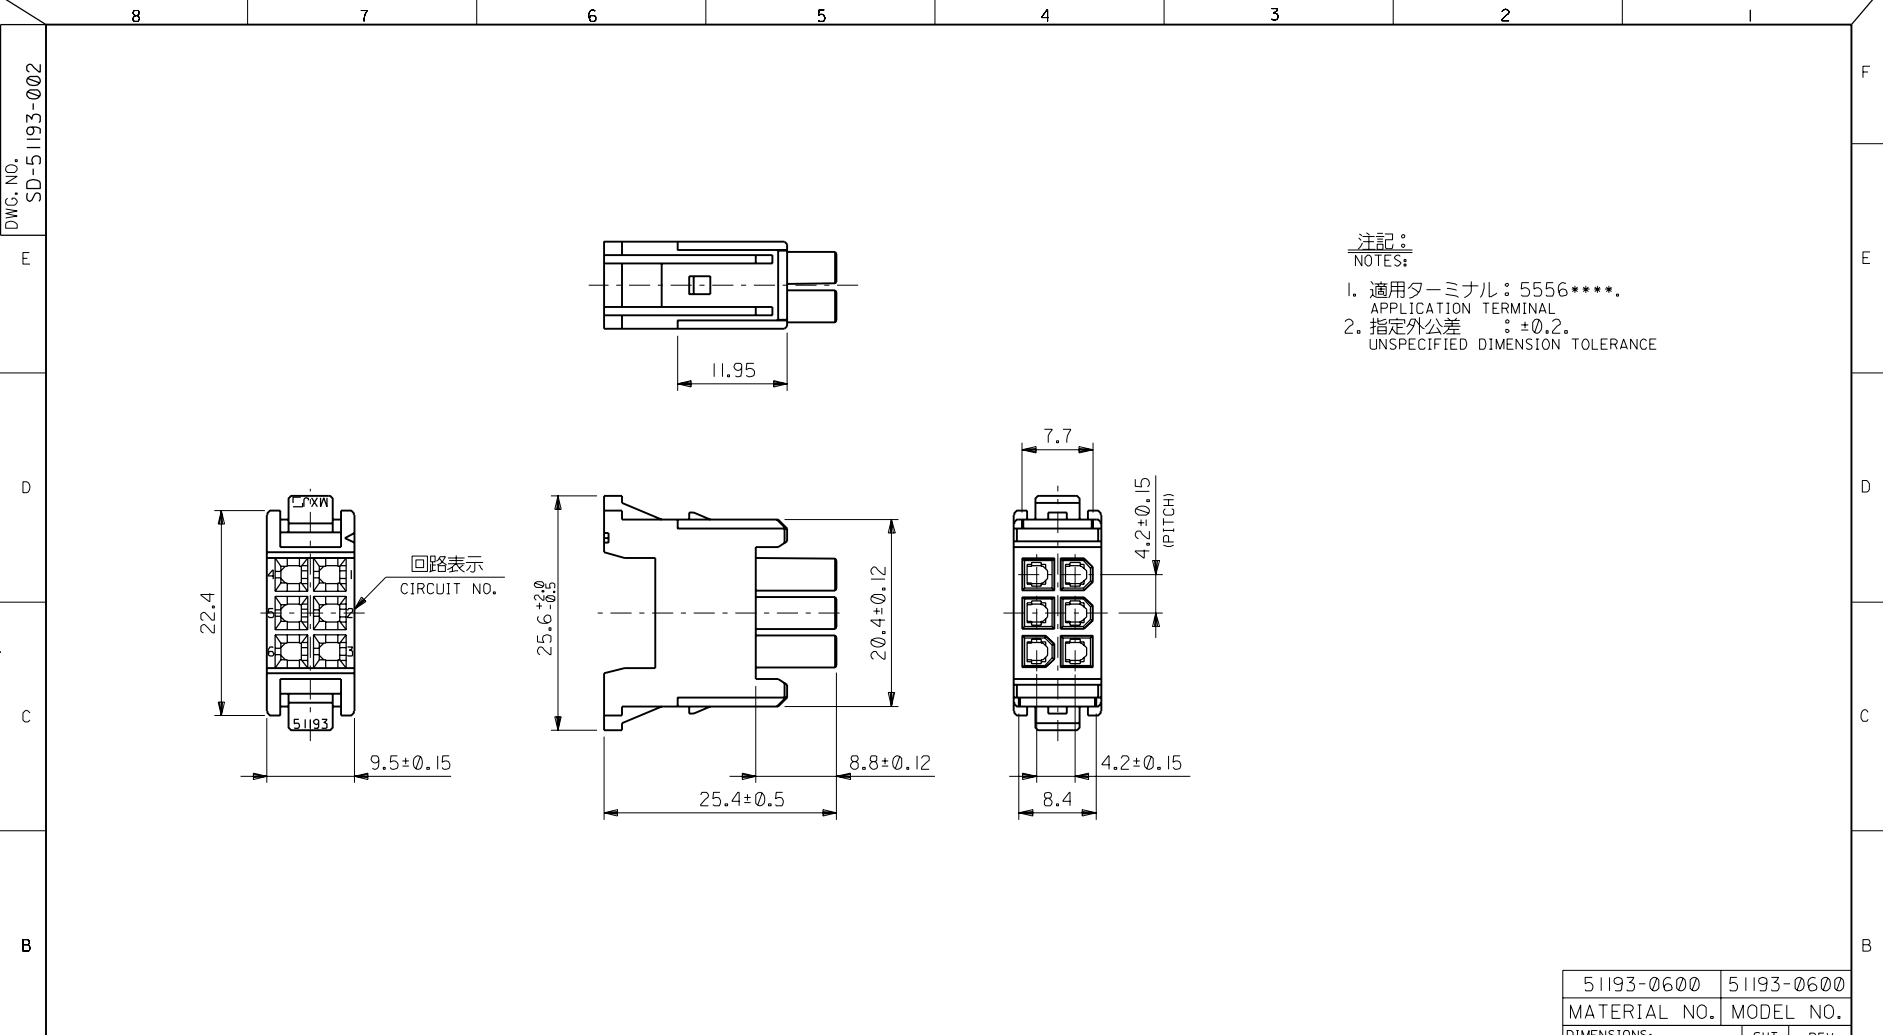 8 7 6 5 4 3 2 1
DWG. NO.
SD-51193-002
F
E
E
D
D
C
C
B
B
注記:
NOTES:
1. 適用ターミナル: 5556****.
APPLICATION TERMINAL
2. 指定外公差 : ±0.2.
UNSPECIFIED DIMENSION TOLERANCE
11.95
MXJ
22.4
4 1
5 2
6 3
51193
回路表示
CIRCUIT NO.
9.5±0.15
25.6 +2.0 -0.5
20.4±0.12
8.8±0.12
25.4±0.5
7.7
4.2±0.15
(PITCH)
4.2±0.15
8.4
51193-0600 51193-0600
MATERIAL NO. MODEL NO.
DIMENSIONS: